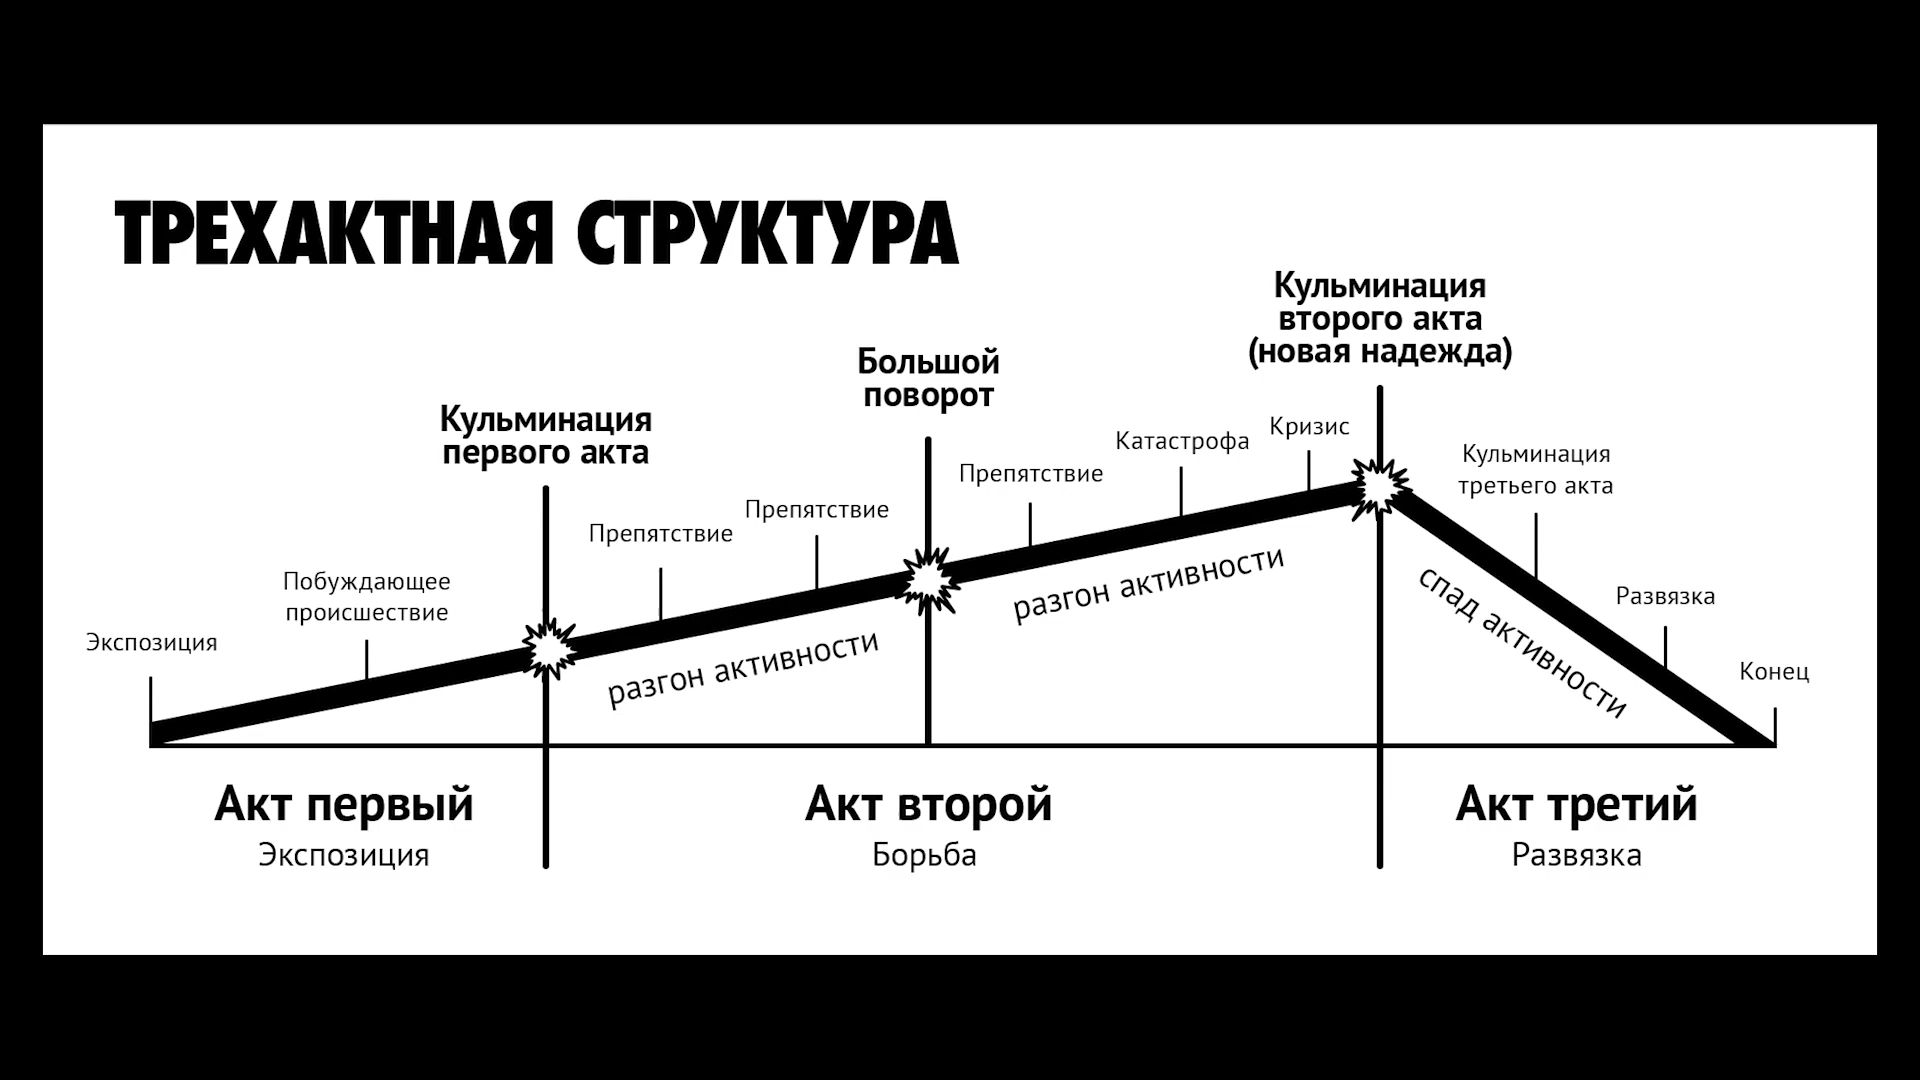 ТРЕХАКТНАЯ СТРУКТУРА
Экспозиция
Побуждающее
происшествие
Кульминация
первого акта
Препятствие
Препятствие
разгон активности
Большой
поворот
Препятствие
Катастрофа
Кризис
разгон активности
Кульминация
второго акта
(новая надежда)
Кульминация
третьего акта
Развязка
Конец
спад активности
Акт первый
Экспозиция
Акт второй
Борьба
Акт третий
Развязка